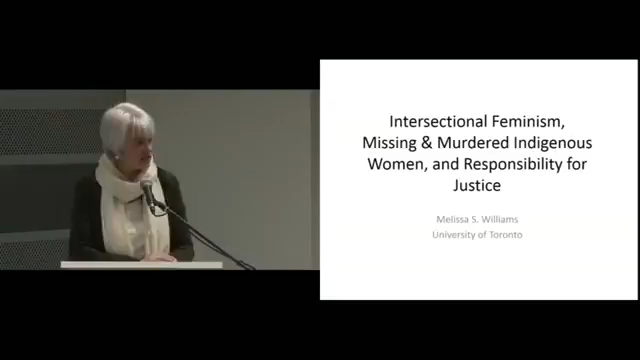 Intersectional Feminism,
Missing & Murdered Indigenous
Women, and Responsibility for
Justice
Melissa S. Williams
University of Toronto